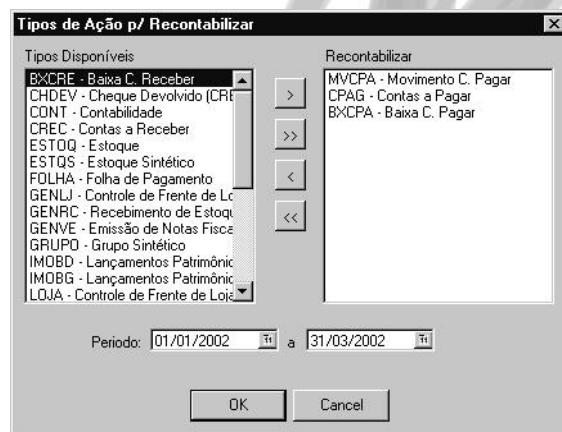 Tipos de Ação p/ Recontabilizar
Tipos Disponíveis
BXCRE - Baixa C. Receber
CHDEV - Cheque Devolvido (CRE
CONT - Contabilidade
CREC - Contas a Receber
ESTOQ - Estoque
ESTQS - Estoque Sintético
FOLHA - Folha de Pagamento
GENLJ - Controle de Frente de Lo
GENRC - Recebimento de Estoqu
GENVE - Emissão de Notas Fisca
GRUPO - Grupo Sintético
IMOBD - Lançamentos Patrimônic
IMOBG - Lançamentos Patrimônic
LOJA - Controle de Frente de Loja
>
>>
<
<<
Recontabilizar
MVCPA - Movimento C. Pagar
CPAG - Contas a Pagar
BXCPA - Baixa C. Pagar
Periodo: 01/01/2002 a 31/03/2002
OK Cancel